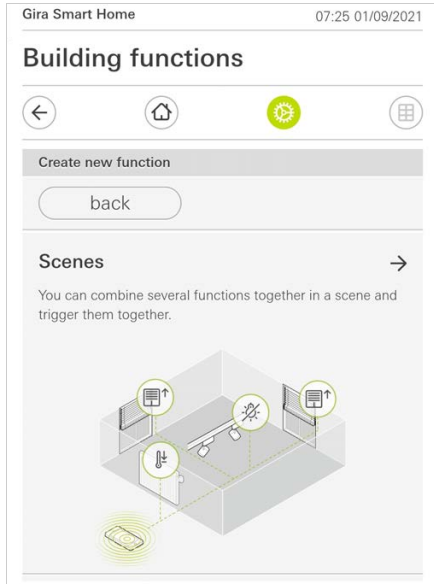 Gira Smart Home 07:25 01/09/2021
Building functions
Create new function
back
Scenes
You can combine several functions together in a scene and
trigger them together.